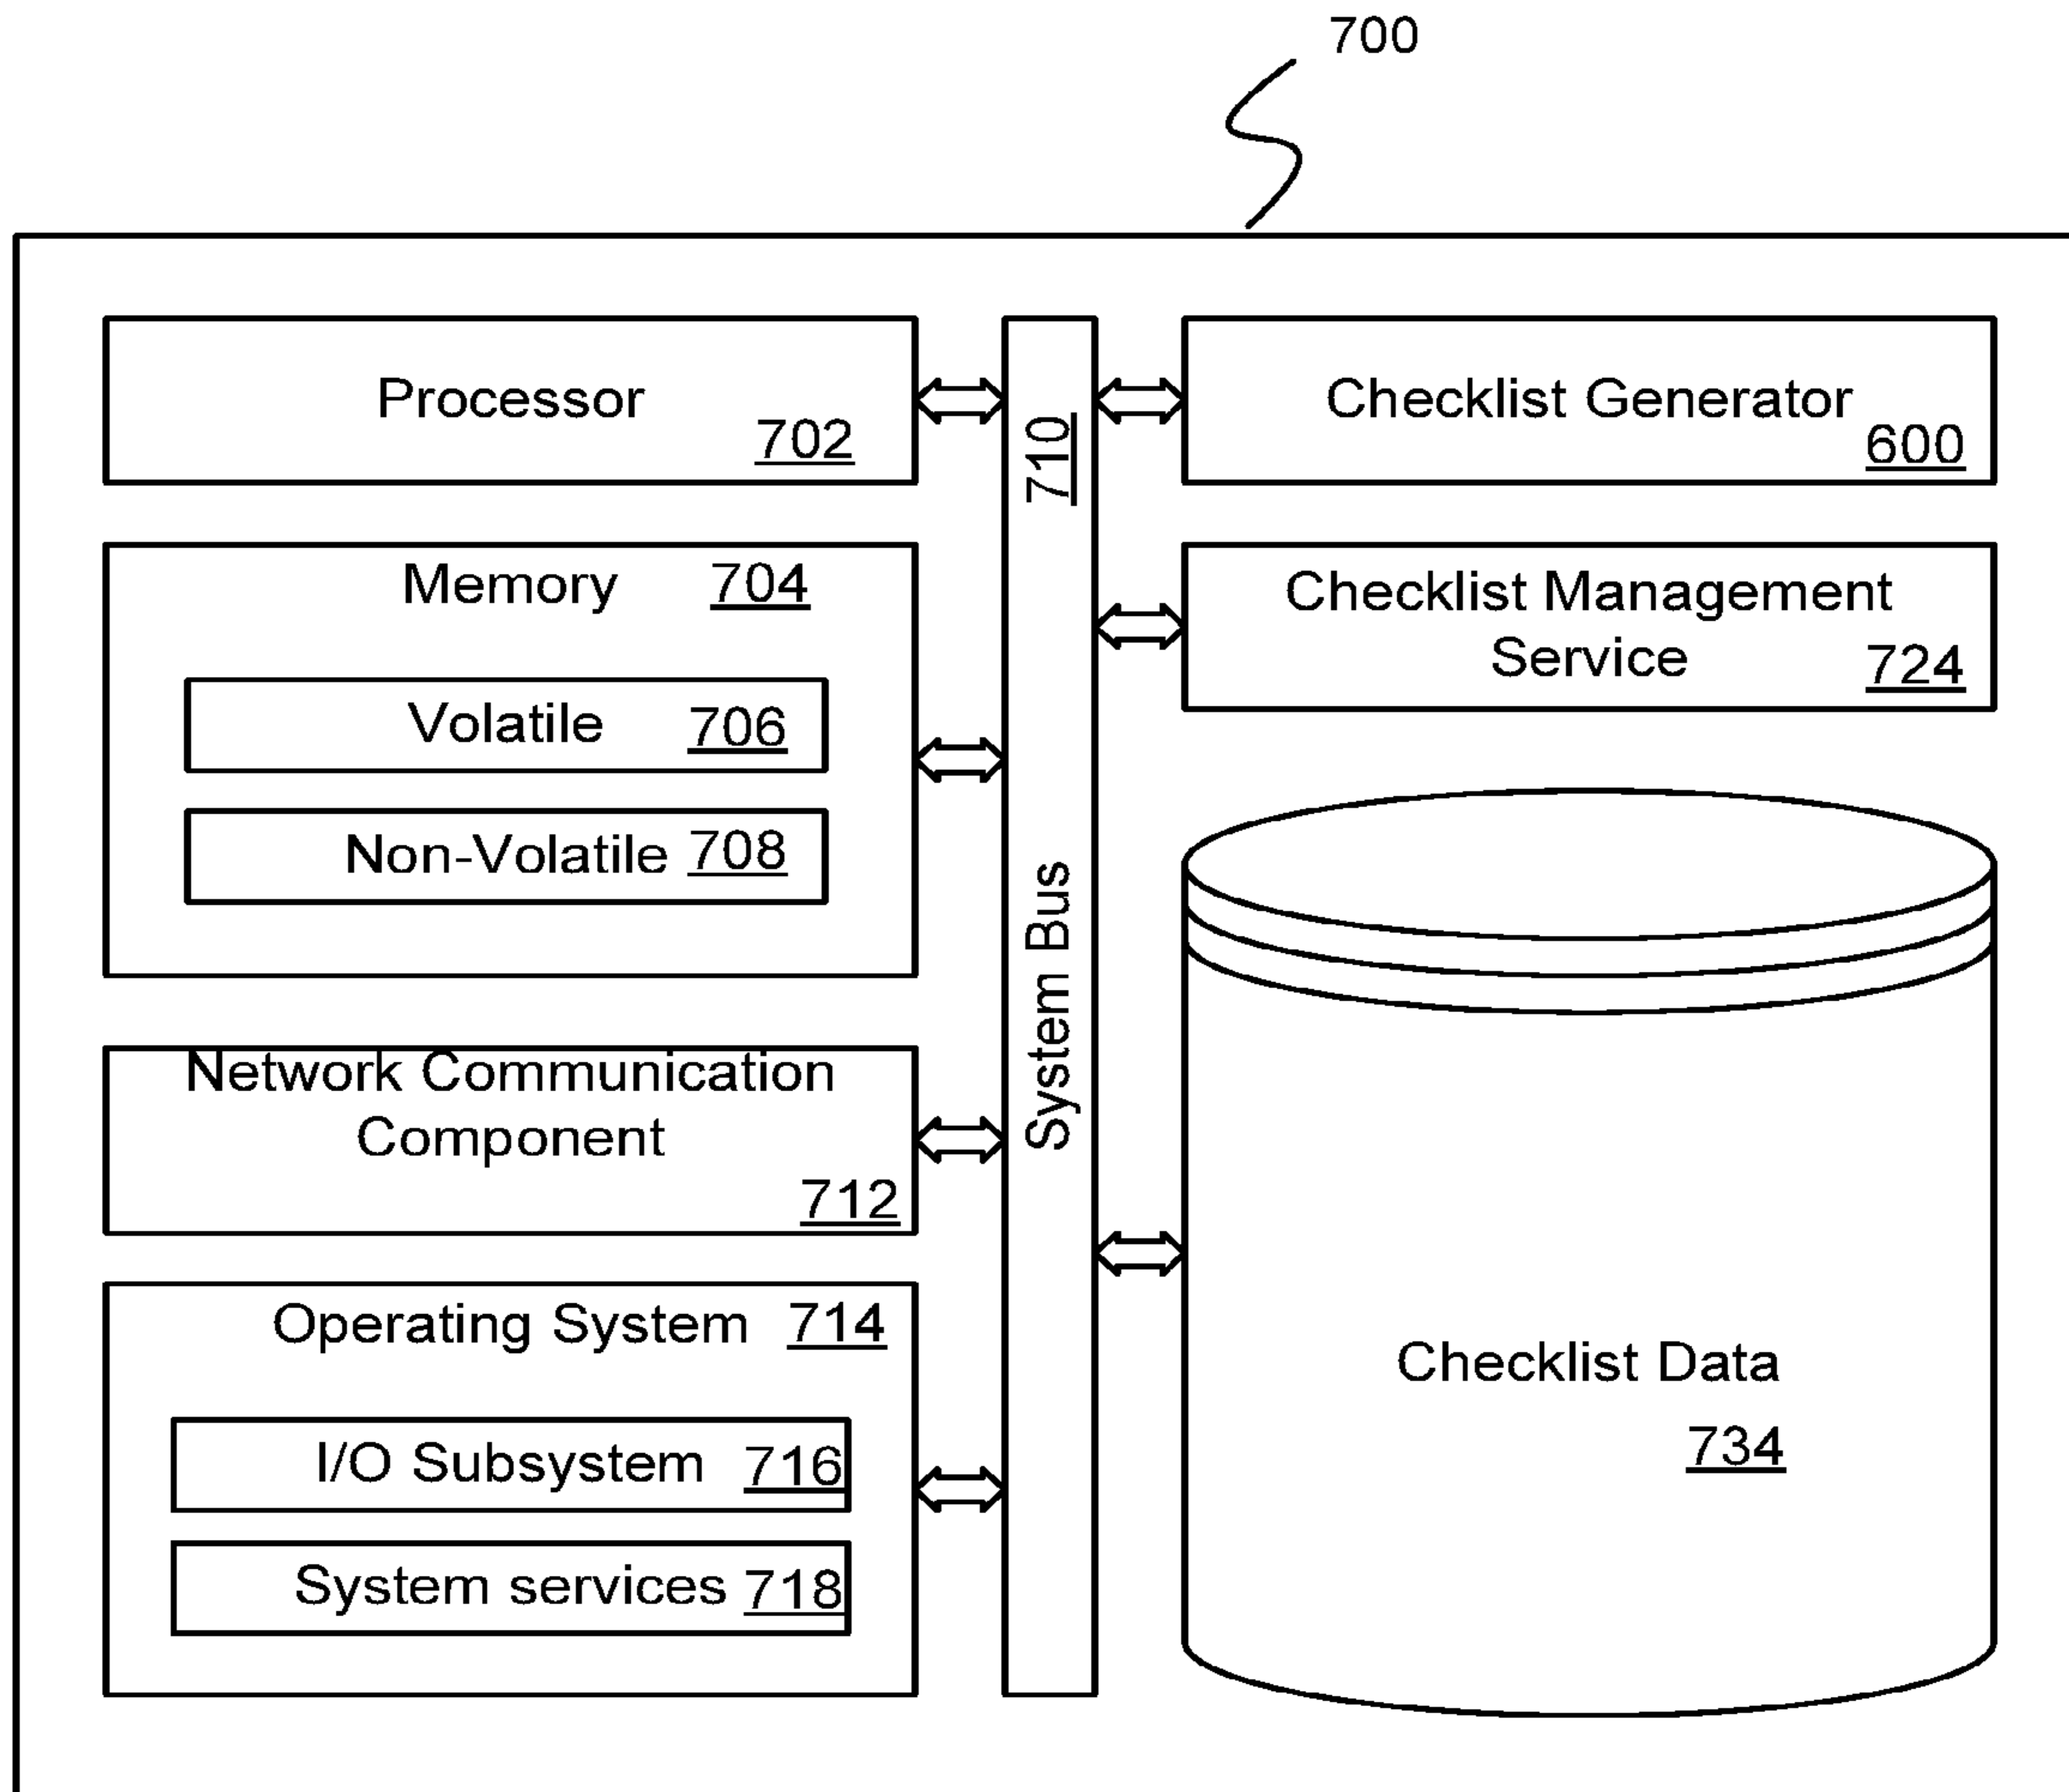 700
Processor
702
Memory 704
Volatile 706
Non-Volatile 708
Network Communication
Component
712
Operating System 714
I/O Subsystem 716
System services 718
710
System Bus
Checklist Generator
600
Checklist Management
Service 724
Checklist Data
734